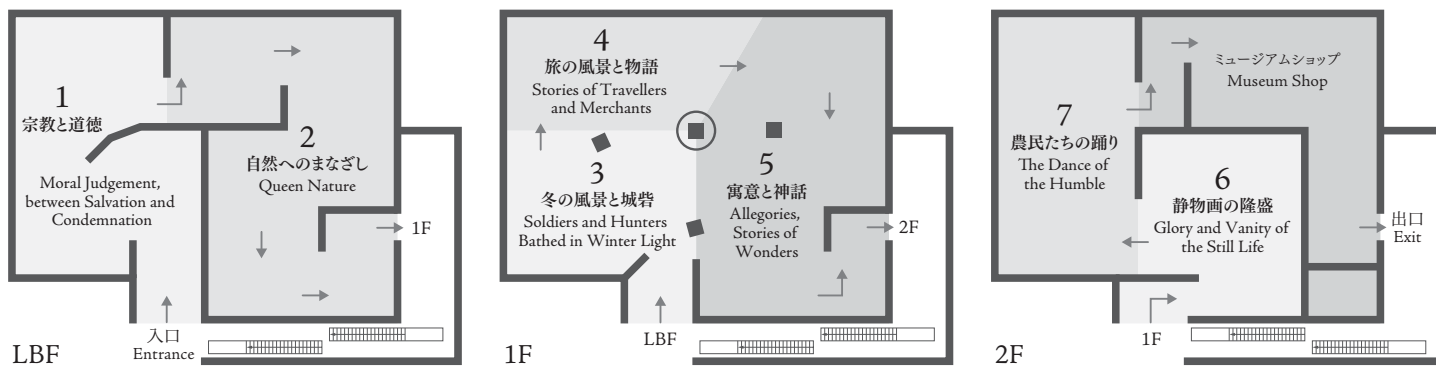 1
宗教と道徳
Moral Judgement,
between Salvation and
Condemnation
2
自然へのまなざし
Queen Nature
1F
入口
Entrance
LBF
4
旅の風景と物語
Stories of Travellers
and Merchants
3
冬の風景と城砦
Soldiers and Hunters
Bathed in Winter Light
5
寓意と神話
Allegories,
Stories of
Wonders
2F
LBF
1F
7
農民たちの踊り
The Dance of
the Humble
ミュージアムショップ
Museum Shop
6
静物画の隆盛
Glory and Vanity of
the Still Life
出口
Exit
1F
2F